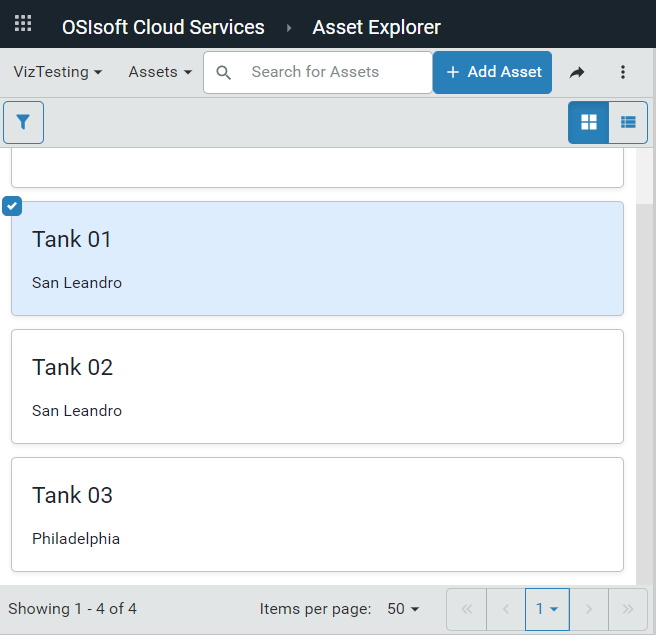 OSIsoft Cloud Services › Asset Explorer
VizTesting Assets Search for Assets + Add Asset
Tank 01
San Leandro
Tank 02
San Leandro
Tank 03
Philadelphia
Showing 1 - 4 of 4 Items per page: 50 « ‹ 1 › »